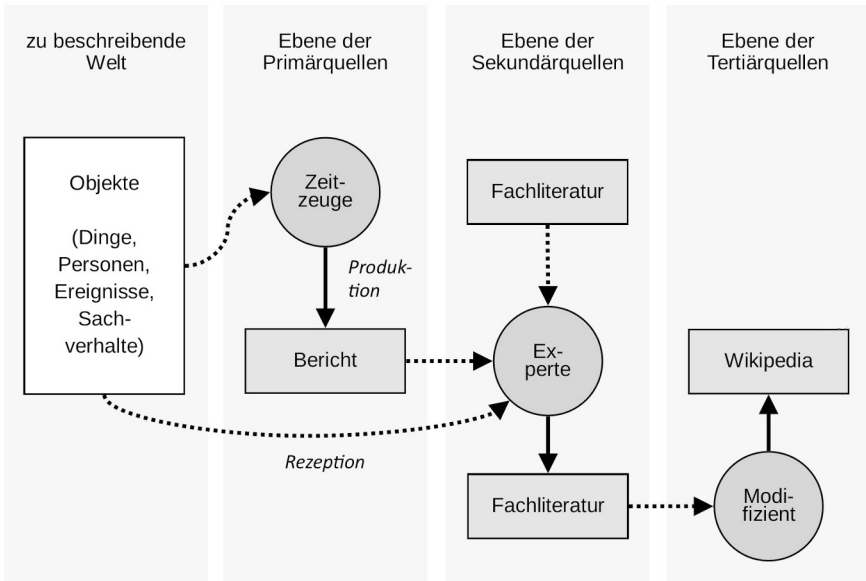 zu beschreibende
Welt
Ebene der
Primärquellen
Ebene der
Sekundärquellen
Ebene der
Tertiärquellen
Objekte
(Dinge,
Personen,
Ereignisse,
Sach-
verhalte)
Zeit-
zeuge
Produk-
tion
Bericht
Rezeption
Fachliteratur
Ex-
perte
Fachliteratur
Wikipedia
Modi-
fizient